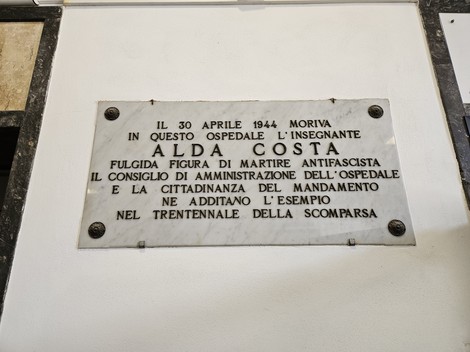 IL 30 APRILE 1944 MORIVA
IN QUESTO OSPEDALE L'INSEGNANTE
ALDA COSTA
FULGIDA FIGURA DI MARTIRE ANTIFASCISTA
IL CONSIGLIO DI AMMINISTRAZIONE DELL'OSPEDALE
E LA CITTADINANZA DEL MANDAMENTO
NE ADDITANO L'ESEMPIO
NEL TRENTENNALE DELLA SCOMPARSA